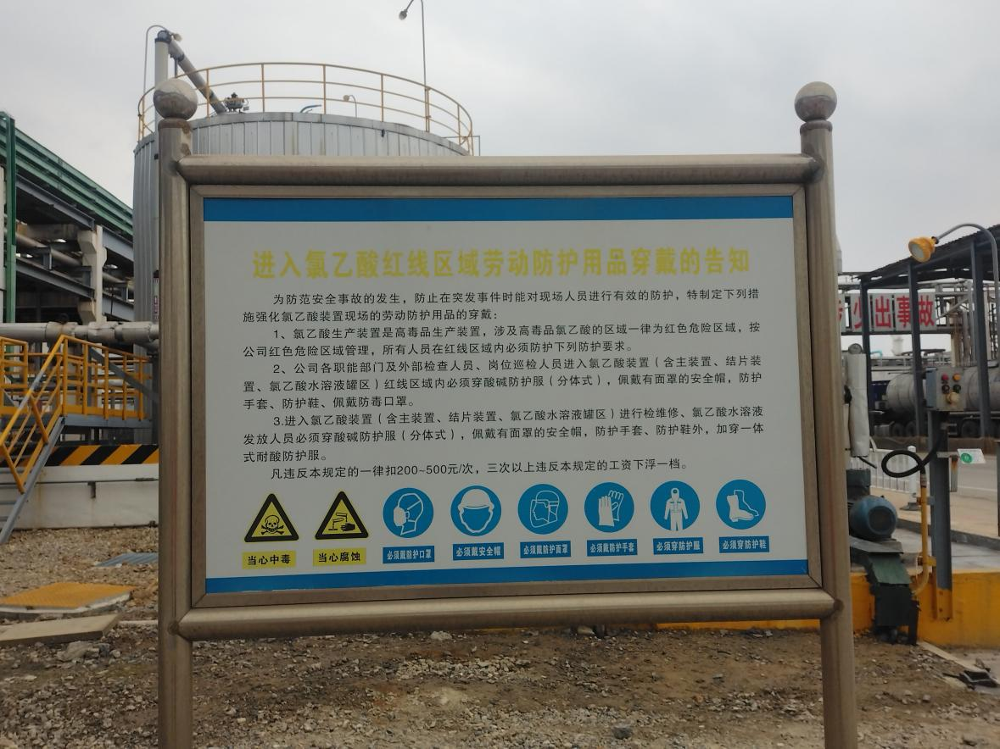 进入氯乙酸红线区域劳动防护用品穿戴的告知
为防范安全事故的发生，防止在突发事件时能对现场人员进行有效的防护，特制定下列措
施强化氯乙酸装置现场的劳动防护用品的穿戴：
1、氯乙酸生产装置是高毒品生产装置，涉及高毒品氯乙酸的区域一律为红色危险区域，按
公司红色危险区域管理，所有人员在红线区域内必须防护下列防护要求。
2、公司各职能部门及外部检查人员、岗位巡检人员进入氯乙酸装置（含主装置、结片装
置、氯乙酸水溶液罐区）红线区域内必须穿酸碱防护服（分体式），佩戴有面罩的安全帽，防护
手套、防护鞋、佩戴防毒口罩。
3.进入氯乙酸装置（含主装置、结片装置、氯乙酸水溶液罐区）进行检维修、氯乙酸水溶液
发放人员必须穿酸碱防护服（分体式），佩戴有面罩的安全帽，防护手套、防护鞋外，加穿一体
式耐酸防护服。
凡违反本规定的一律扣200~500元/次，三次以上违反本规定的工资下浮一档。
当心中毒
当心腐蚀
必须戴防护口罩
必须戴安全帽
必须戴防护面罩
必须戴防护手套
必须穿防护服
必须穿防护鞋
少出事故